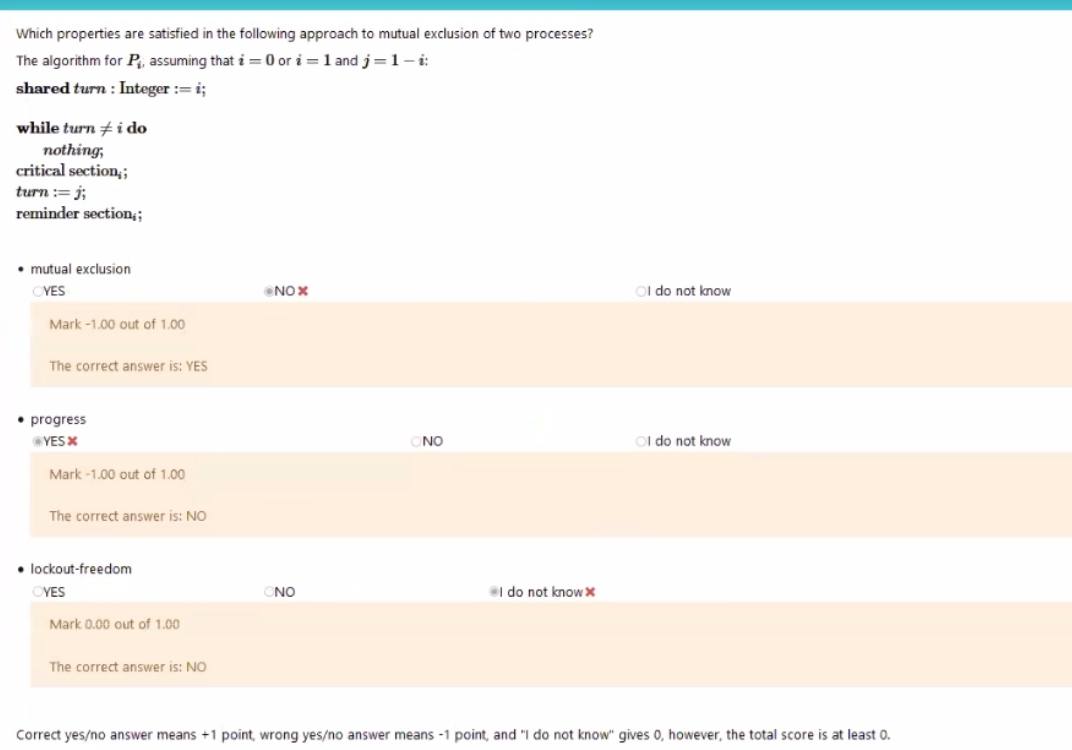 Which properties are satisfied in the following approach to mutual exclusion of two processes?
The algorithm for Pᵢ, assuming that i = 0 or i = 1 and j = 1 − i:
shared turn : Integer := i;
while turn ≠ i do
nothing;
critical sectionᵢ;
turn := j;
reminder sectionᵢ;
• mutual exclusion
YES NO ✖ I do not know
Mark -1.00 out of 1.00
The correct answer is: YES
• progress
YES ✖ NO I do not know
Mark -1.00 out of 1.00
The correct answer is: NO
• lockout-freedom
YES NO I do not know ✖
Mark 0.00 out of 1.00
The correct answer is: NO
Correct yes/no answer means +1 point, wrong yes/no answer means -1 point, and "I do not know" gives 0, however, the total score is at least 0.